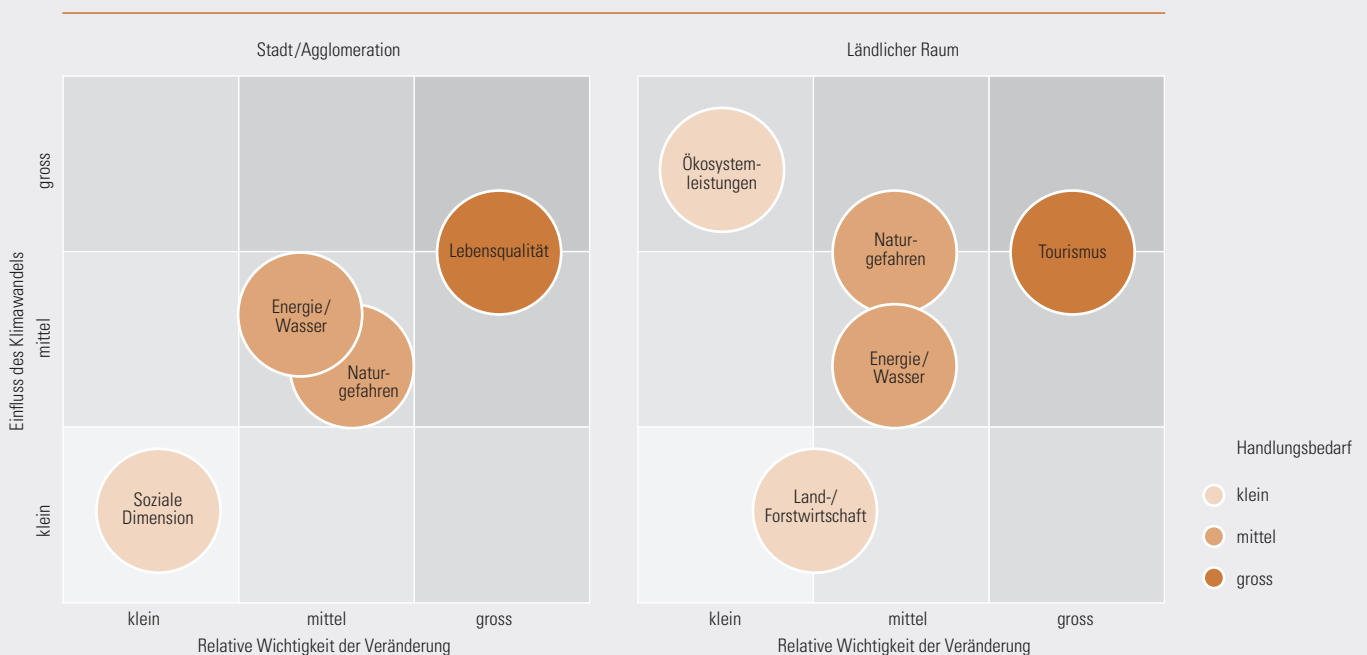 Stadt/Agglomeration
Ländlicher Raum
Einfluss des Klimawandels
gross
mittel
klein
Lebensqualität
Energie/
Wasser
Natur-
gefahren
Soziale
Dimension
klein
mittel
gross
Relative Wichtigkeit der Veränderung
Ökosystem-
leistungen
Natur-
gefahren
Tourismus
Energie/
Wasser
Land-/
Forstwirtschaft
klein
mittel
gross
Relative Wichtigkeit der Veränderung
Handlungsbedarf
klein
mittel
gross